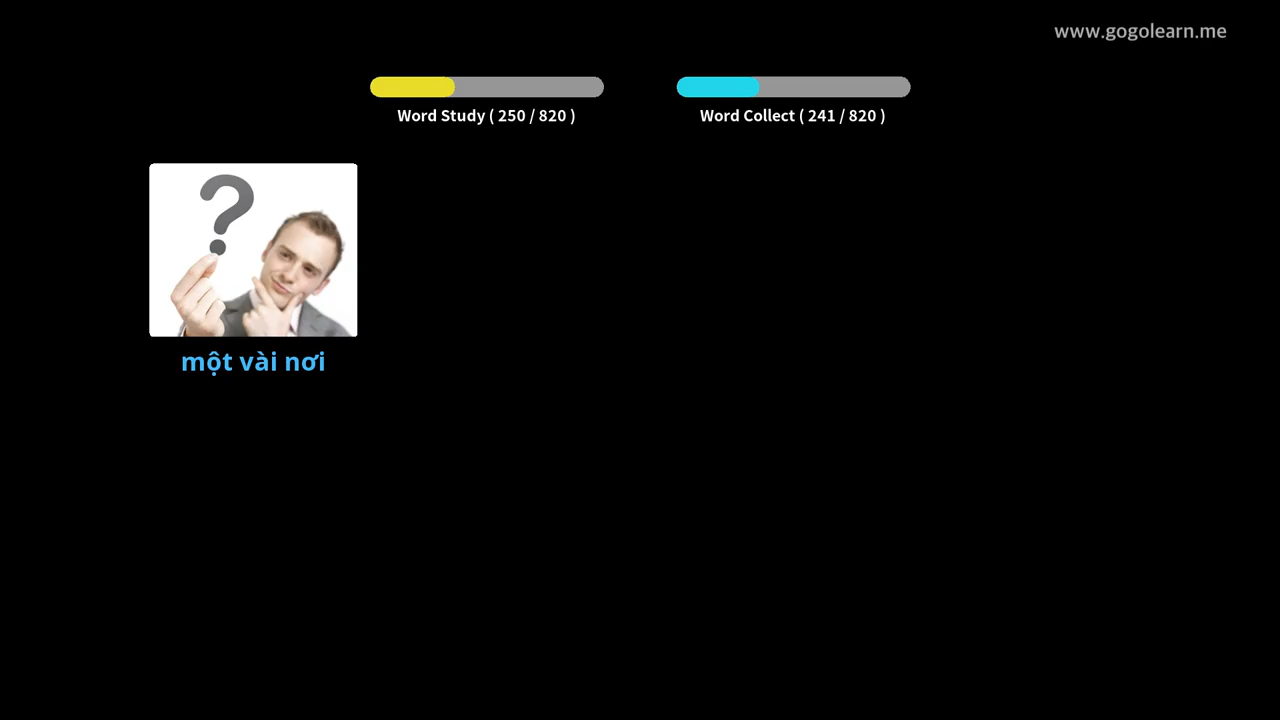 www.gogolearn.me
Word Study ( 250 / 820 )
Word Collect ( 241 / 820 )
?
một vài nơi